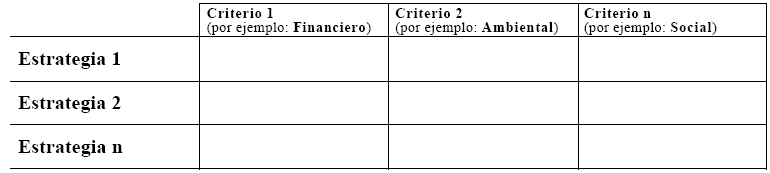 Criterio 1 Criterio 2 Criterio n
(por ejemplo: Financiero) (por ejemplo: Ambiental) (por ejemplo: Social)
Estrategia 1
Estrategia 2
Estrategia n